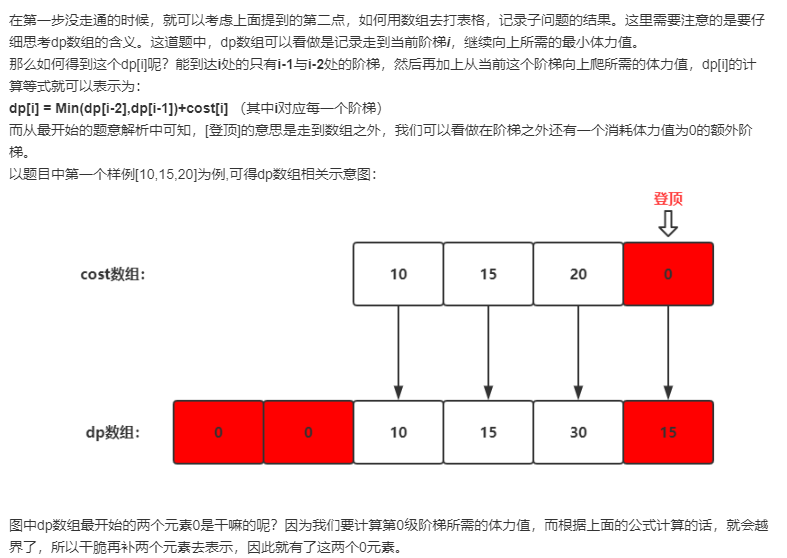 在第一步没走通的时候，就可以考虑上面提到的第二点，如何用数组去打表格，记录子问题的结果。这里需要注意的是要仔
细思考dp数组的含义。这道题中，dp数组可以看做是记录走到当前阶梯i，继续向上所需的最小体力值。
那么如何得到这个dp[i]呢？能到达i处的只有i-1与i-2处的阶梯，然后再加上从当前这个阶梯向上爬所需的体力值，dp[i]的计
算等式就可以表示为：
dp[i] = Min(dp[i-2],dp[i-1])+cost[i] （其中i对应每一个阶梯）
而从最开始的题意解析中可知，[登顶]的意思是走到数组之外，我们可以看做在阶梯之外还有一个消耗体力值为0的额外阶
梯。
以题目中第一个样例[10,15,20]为例,可得dp数组相关示意图：
登顶
cost数组： 10 15 20 0
dp数组： 0 0 10 15 30 15
图中dp数组最开始的两个元素0是干嘛的呢？因为我们要计算第0级阶梯所需的体力值，而根据上面的公式计算的话，就会越
界了，所以干脆再补两个元素去表示，因此就有了这两个0元素。